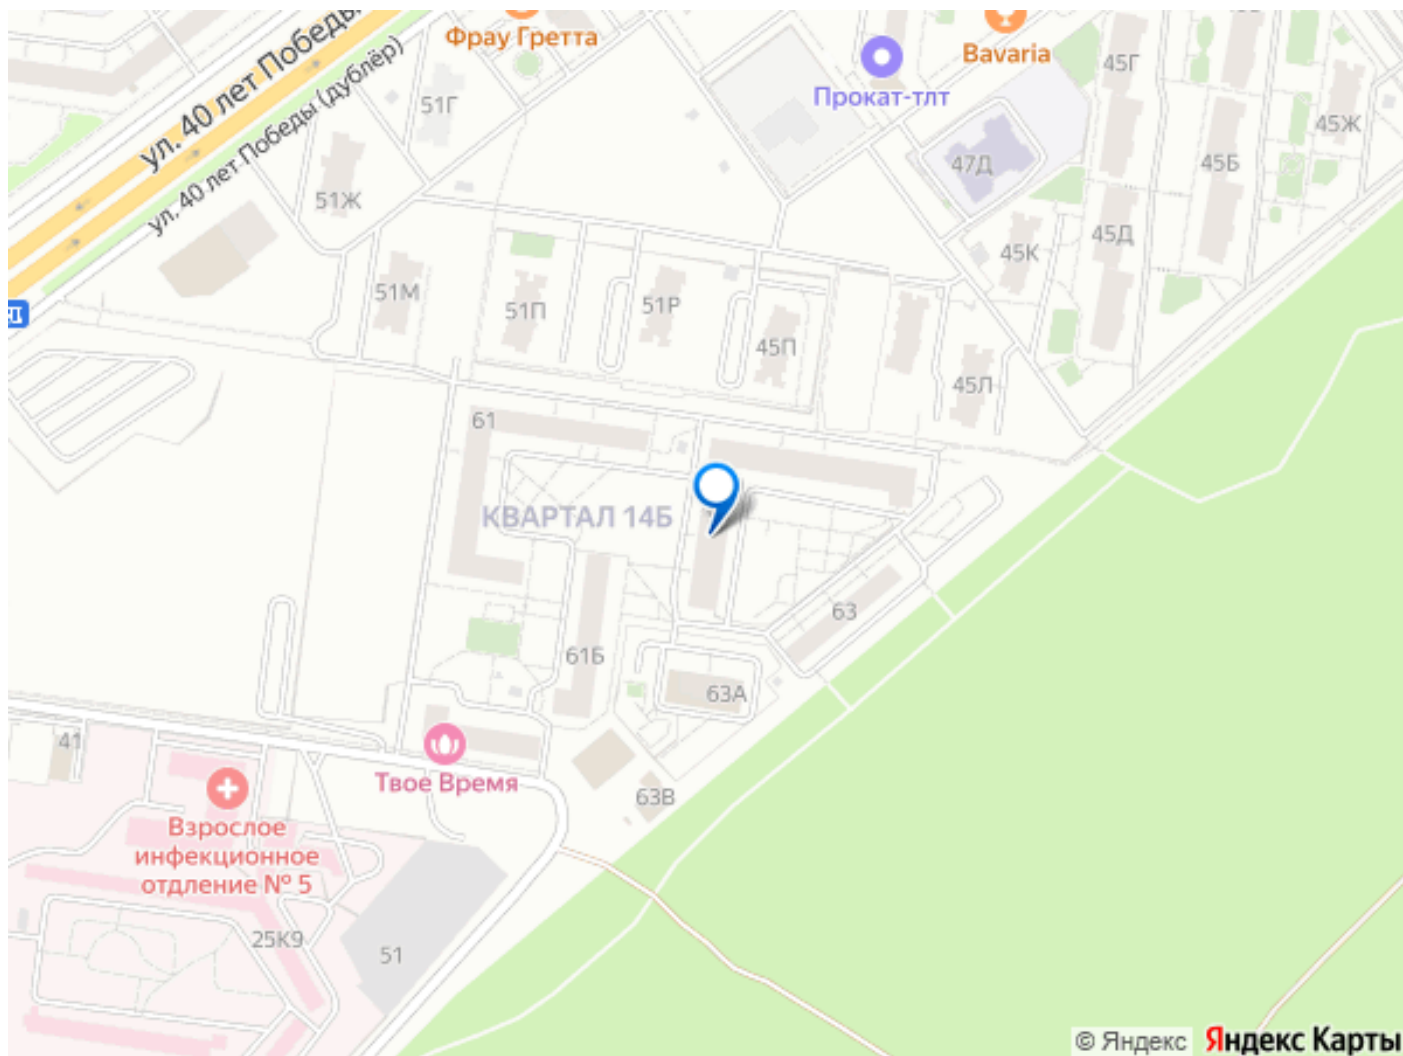 ул. 40 лет Победы
Фрау Гретта
Bavaria
ул. 40 лет Победы (дублёр)
51Г
Прокат-тлт
45Г
45Ж
47Д
45Б
51Ж
45Д
45К
51М
51П
51Р
45П
45Л
61
КВАРТАЛ 14Б
63
61Б
63А
41
Твое Время
63В
Взрослое
инфекционное
отдление № 5
25К9
51
© Яндекс
Яндекс Карты